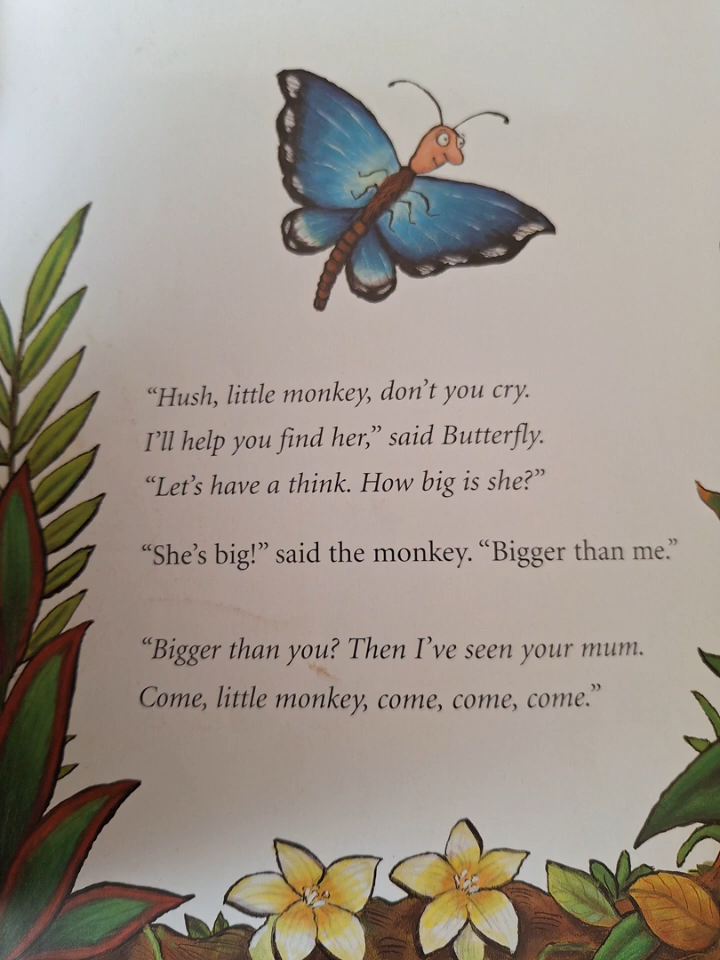 “Hush, little monkey, don’t you cry.
I’ll help you find her,” said Butterfly.
“Let’s have a think. How big is she?”
“She’s big!” said the monkey. “Bigger than me.”
“Bigger than you? Then I’ve seen your mum.
Come, little monkey, come, come, come.”